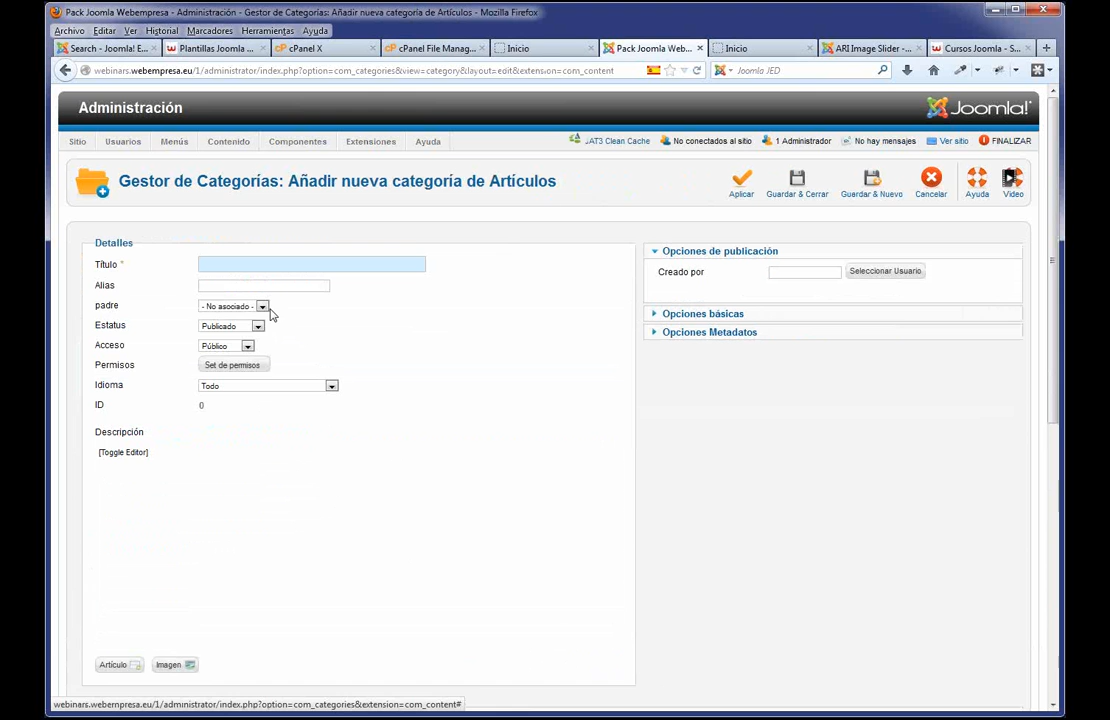 Pack Joomla Webempresa - Administración - Gestor de Categorías: Añadir nueva categoría de Artículos - Mozilla Firefox
Archivo Editar Ver Historial Marcadores Herramientas Ayuda
Search - Joomla! E... Plantillas Joomla ... cPanel X cPanel File Manag... Inicio Pack Joomla Web... Inicio ARI Image Slider -... Cursos Joomla - S...
webinars.webempresa.eu/1/administrator/index.php?option=com_categories&view=category&layout=edit&extension=com_content Joomla JED
Administración Joomla!
Sitio Usuarios Menús Contenido Componentes Extensiones Ayuda JAT3 Clean Cache No conectados al sitio 1 Administrador No hay mensajes Ver sitio FINALIZAR
Gestor de Categorías: Añadir nueva categoría de Artículos
Aplicar Guardar & Cerrar Guardar & Nuevo Cancelar Ayuda Video
Detalles
Título *
Alias
padre - No asociado -
Estatus Publicado
Acceso Público
Permisos Set de permisos
Idioma Todo
ID 0
Descripción
[Toggle Editor]
Artículo Imagen
Opciones de publicación
Creado por Seleccionar Usuario
Opciones básicas
Opciones Metadatos
webinars.webempresa.eu/1/administrator/index.php?option=com_categories&extension=com_content#